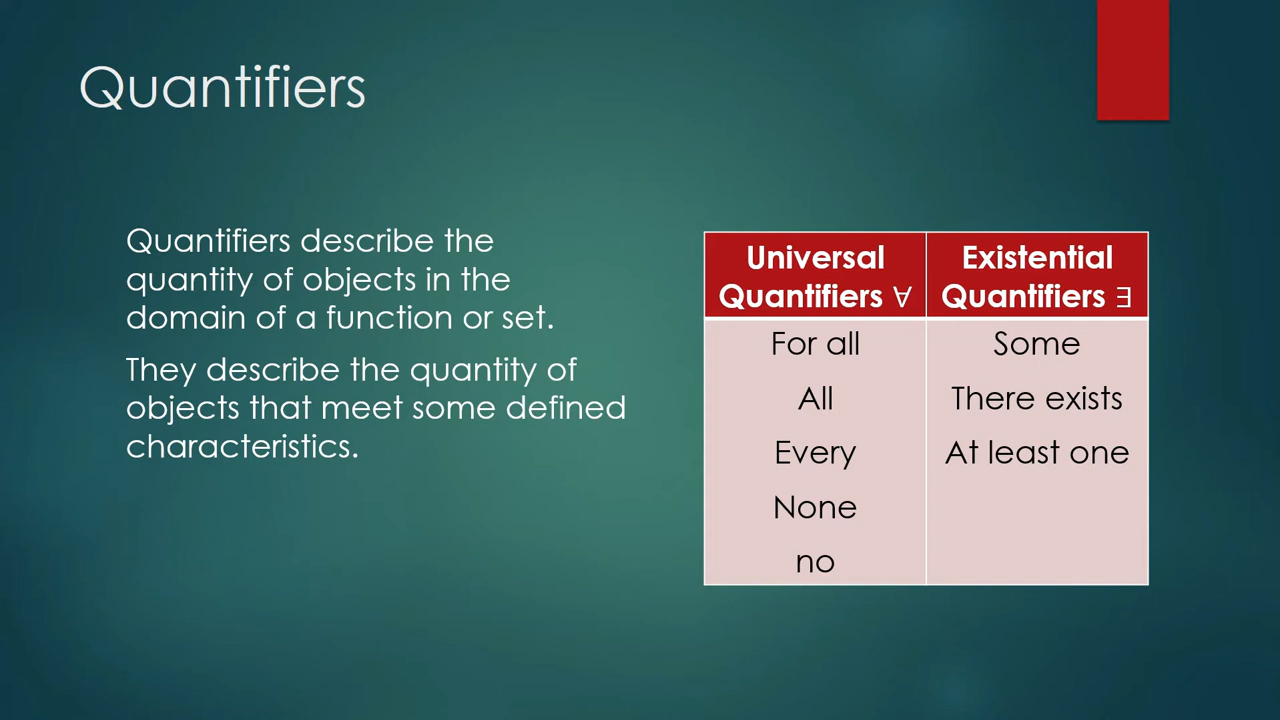 Quantifiers
Quantifiers describe the
quantity of objects in the
domain of a function or set.
They describe the quantity of
objects that meet some defined
characteristics.
Universal
Quantifiers ∀
Existential
Quantifiers ∃
For all
Some
All
There exists
Every
At least one
None
no